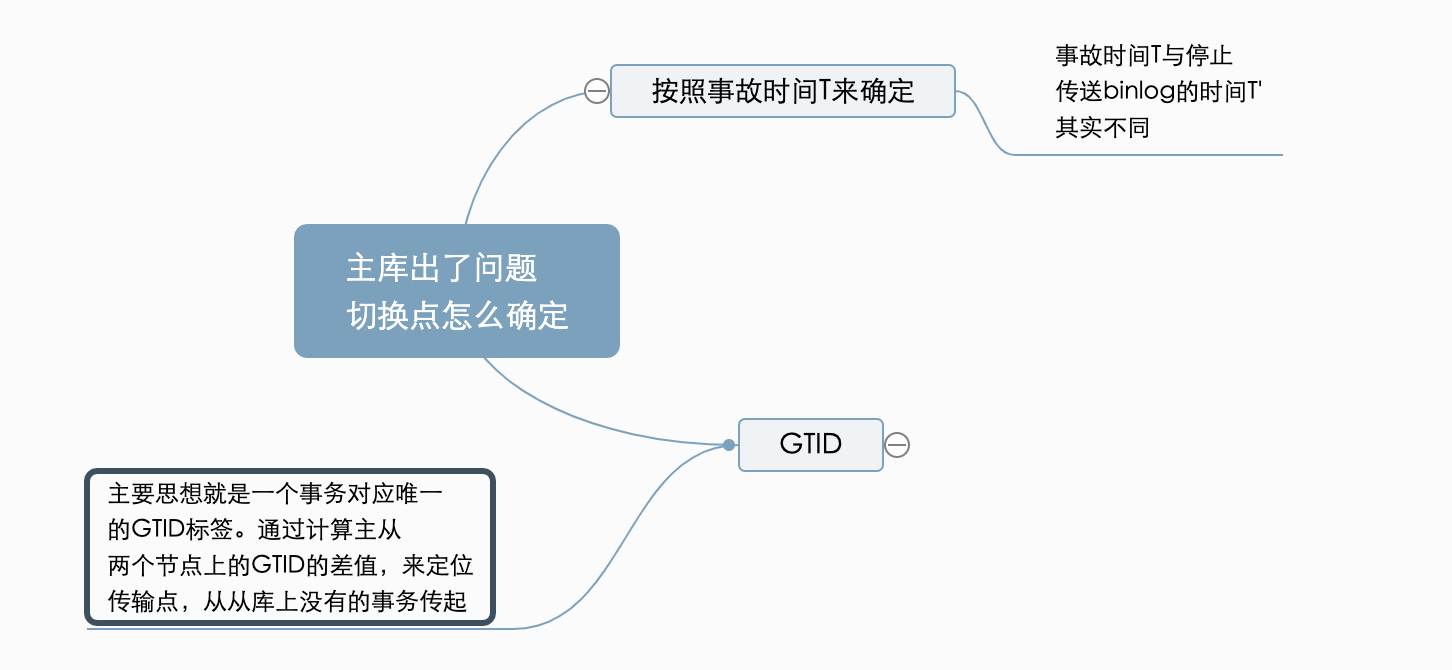 按照事故时间T来确定
事故时间T与停止
传送binlog的时间T'
其实不同
主库出了问题
切换点怎么确定
GTID
主要思想就是一个事务对应唯一
的GTID标签。通过计算主从
两个节点上的GTID的差值，来定位
传输点，从从库上没有的事务传起